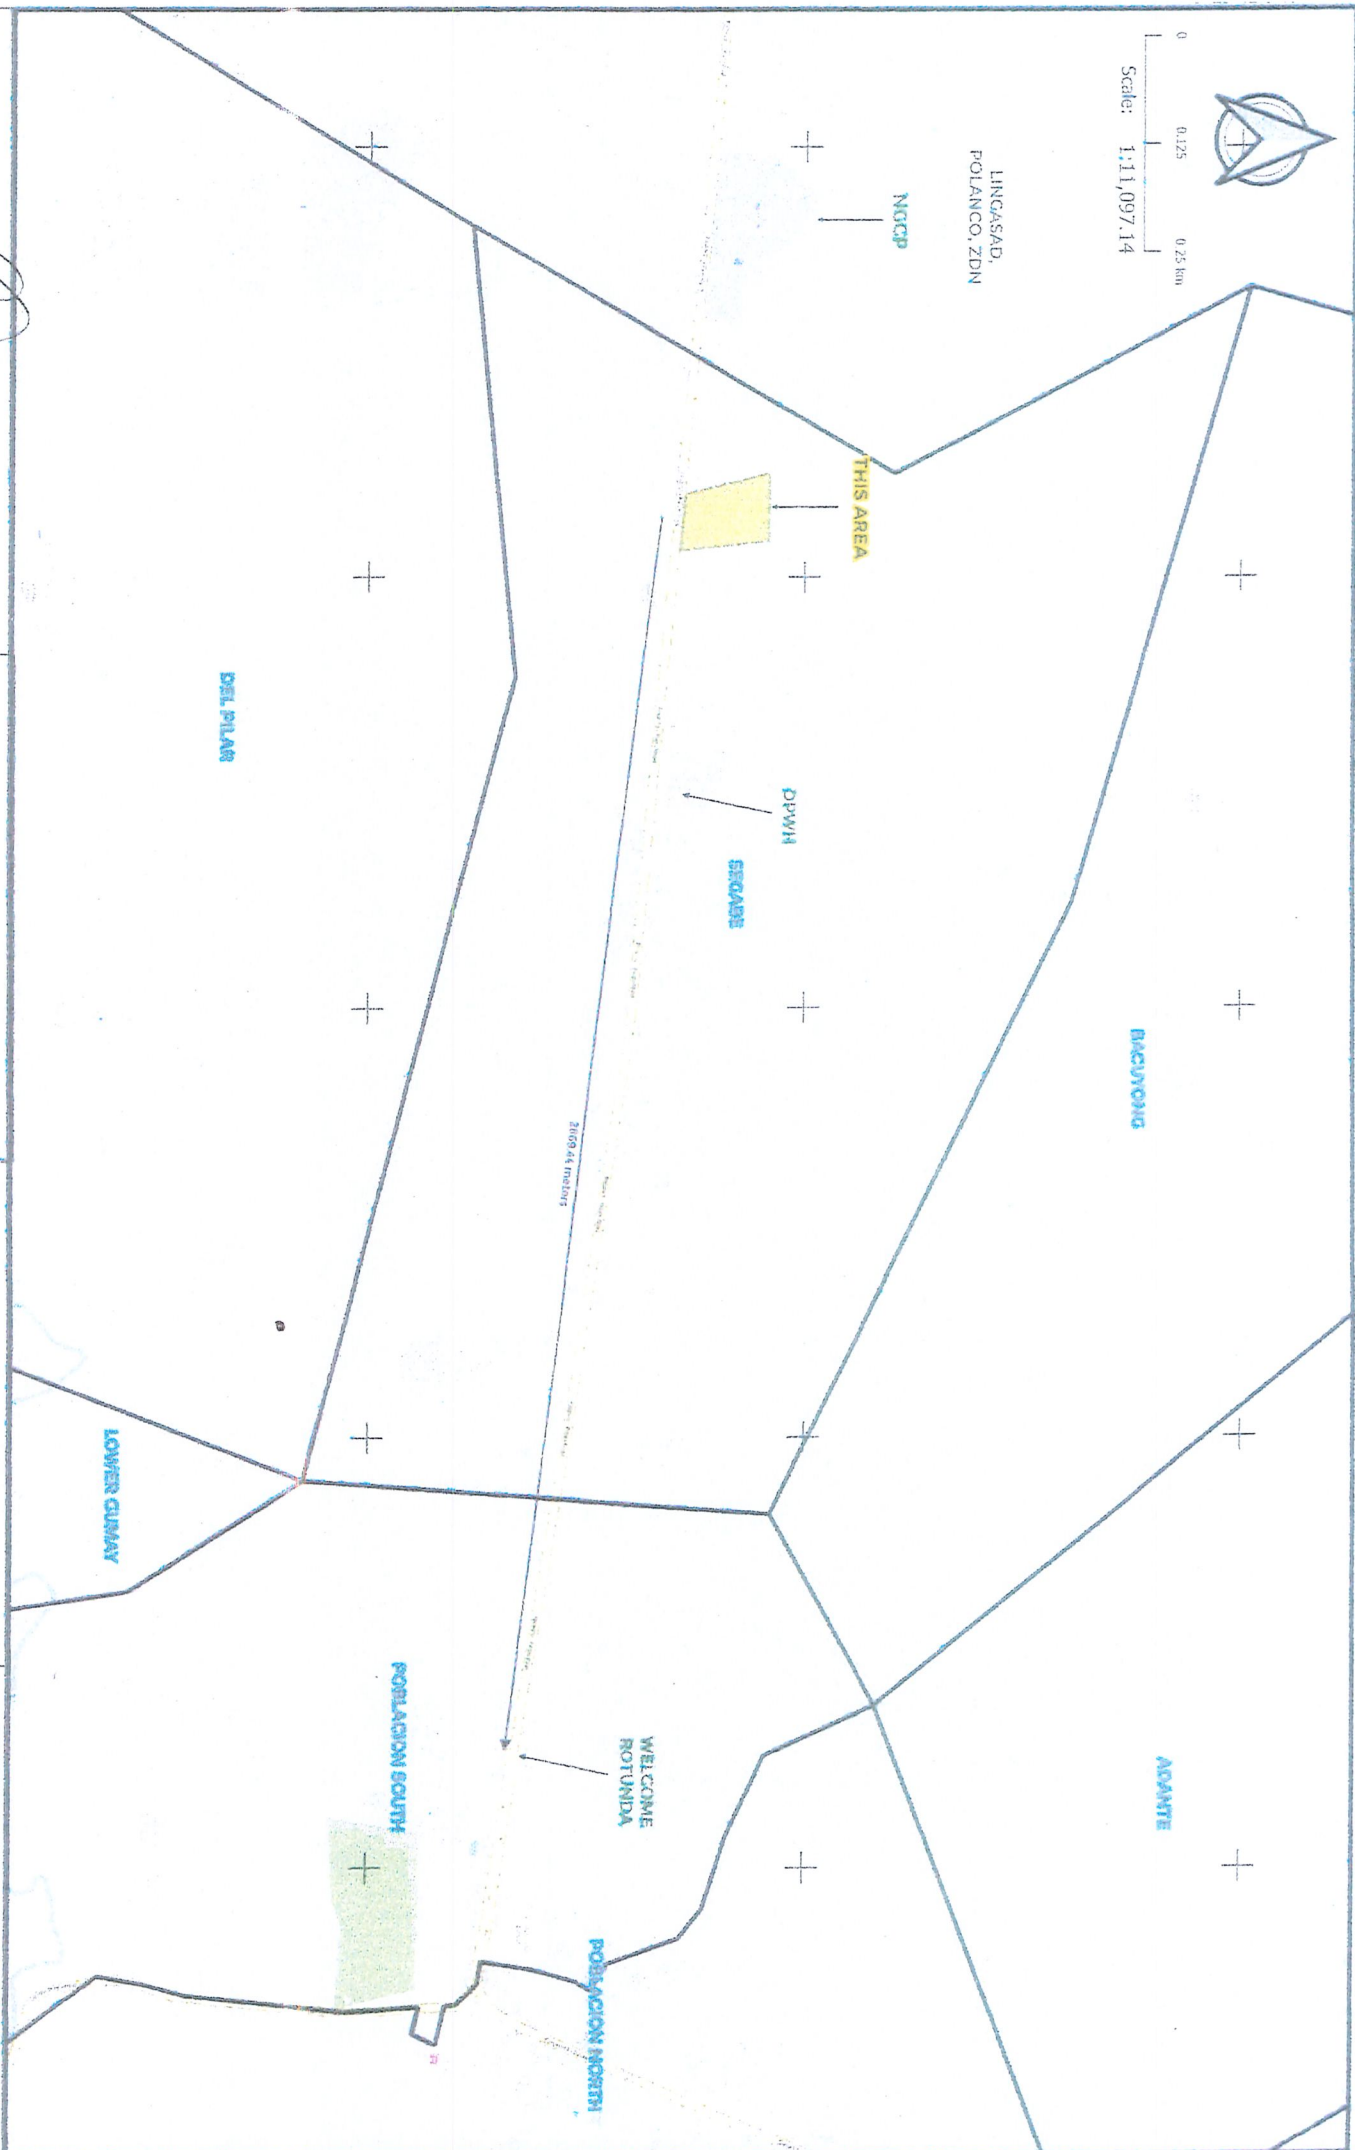 0 0.125 0.25 km
Scale: 1:11,097.14
LINGASAD,
POLANCO, ZDN
NGCP
THIS AREA
BACUYONG
ADANTE
DPWH
SEGABE
WELCOME
ROTUNDA
POBLACION NORTH
2869.44 meters
POBLACION SOUTH
DEL PILAR
LOWER GUMAY